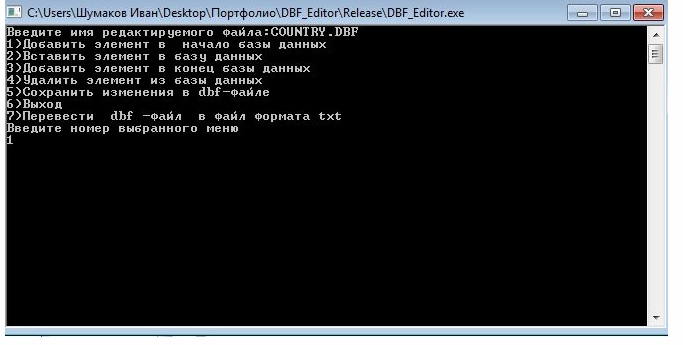 C:\Users\Шумаков Иван\Desktop\Портфолио\DBF_Editor\Release\DBF_Editor.exe
Введите имя редактируемого файла:COUNTRY.DBF
1)Добавить элемент в  начало базы данных
2)Вставить элемент в базу данных
3)Добавить элемент в конец базы данных
4)Удалить элемент из базы данных
5)Сохранить изменения в dbf-файле
6)Выход
7)Перевести  dbf -файл  в файл формата txt
Введите номер выбранного меню
1